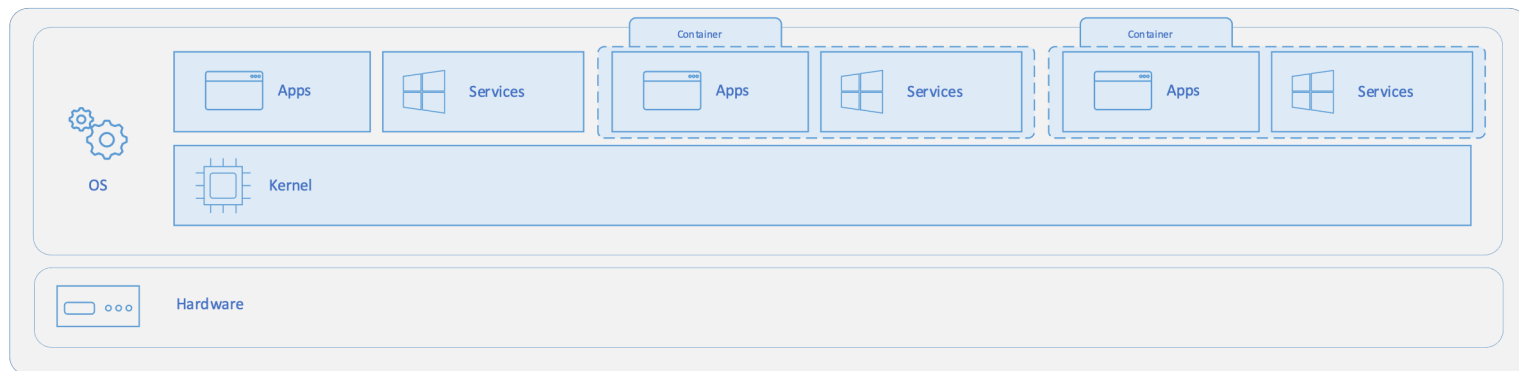 Container
Container
Apps
Services
Apps
Services
Apps
Services
OS
Kernel
Hardware